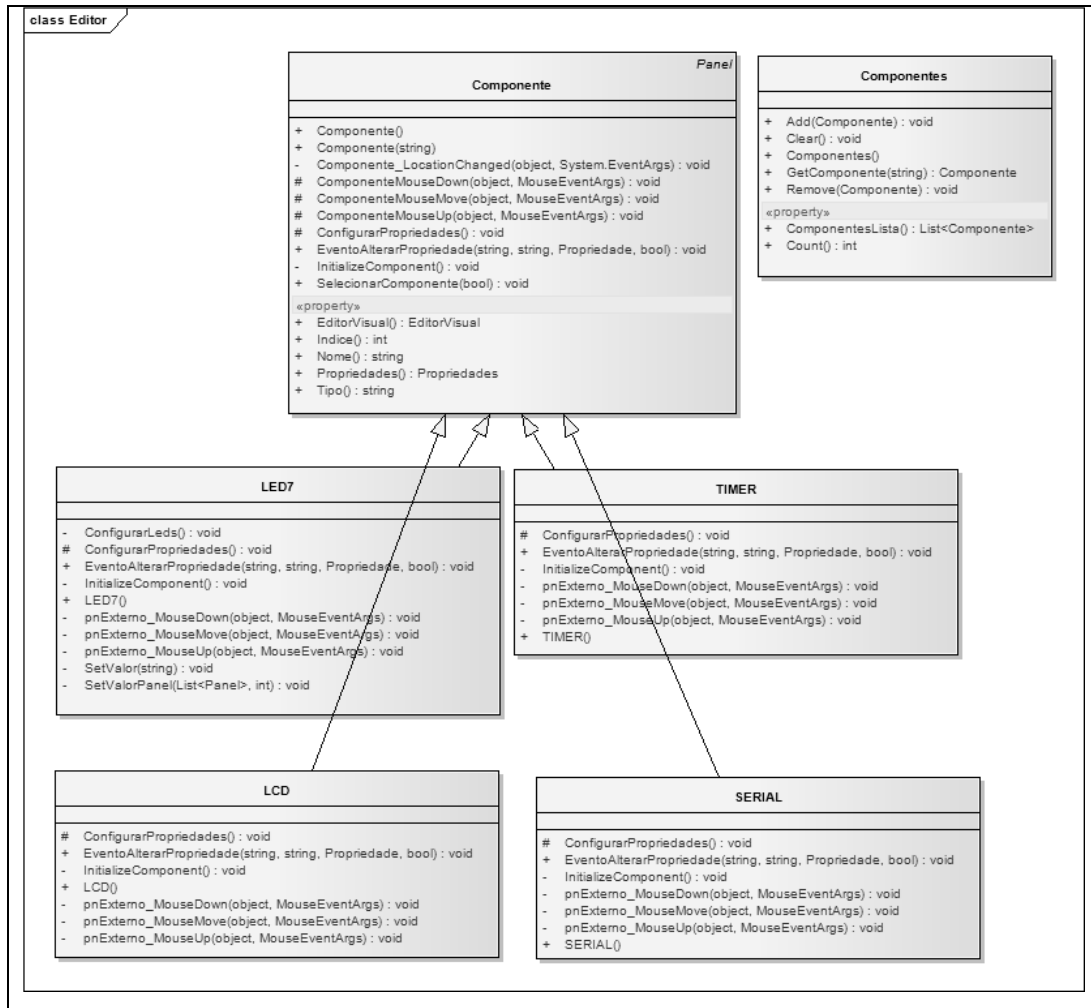 class Editor
Panel
Componente
+ Componente()
+ Componente(string)
- Componente_LocationChanged(object, System.EventArgs) : void
# ComponenteMouseDown(object, MouseEventArgs) : void
# ComponenteMouseMove(object, MouseEventArgs) : void
# ComponenteMouseUp(object, MouseEventArgs) : void
# ConfigurarPropriedades() : void
+ EventoAlterarPropriedade(string, string, Propriedade, bool) : void
- InitializeComponent() : void
+ SelecionarComponente(bool) : void
«property»
+ EditorVisual() : EditorVisual
+ Indice() : int
+ Nome() : string
+ Propriedades() : Propriedades
+ Tipo() : string
Componentes
+ Add(Componente) : void
+ Clear() : void
+ Componentes()
+ GetComponente(string) : Componente
+ Remove(Componente) : void
«property»
+ ComponentesLista() : List<Componente>
+ Count() : int
LED7
- ConfigurarLeds() : void
# ConfigurarPropriedades() : void
+ EventoAlterarPropriedade(string, string, Propriedade, bool) : void
- InitializeComponent() : void
+ LED7()
- pnExterno_MouseDown(object, MouseEventArgs) : void
- pnExterno_MouseMove(object, MouseEventArgs) : void
- pnExterno_MouseUp(object, MouseEventArgs) : void
- SetValor(string) : void
- SetValorPanel(List<Panel>, int) : void
TIMER
# ConfigurarPropriedades() : void
+ EventoAlterarPropriedade(string, string, Propriedade, bool) : void
- InitializeComponent() : void
- pnExterno_MouseDown(object, MouseEventArgs) : void
- pnExterno_MouseMove(object, MouseEventArgs) : void
- pnExterno_MouseUp(object, MouseEventArgs) : void
+ TIMER()
LCD
# ConfigurarPropriedades() : void
+ EventoAlterarPropriedade(string, string, Propriedade, bool) : void
- InitializeComponent() : void
+ LCD()
- pnExterno_MouseDown(object, MouseEventArgs) : void
- pnExterno_MouseMove(object, MouseEventArgs) : void
- pnExterno_MouseUp(object, MouseEventArgs) : void
SERIAL
# ConfigurarPropriedades() : void
+ EventoAlterarPropriedade(string, string, Propriedade, bool) : void
- InitializeComponent() : void
- pnExterno_MouseDown(object, MouseEventArgs) : void
- pnExterno_MouseMove(object, MouseEventArgs) : void
- pnExterno_MouseUp(object, MouseEventArgs) : void
+ SERIAL()